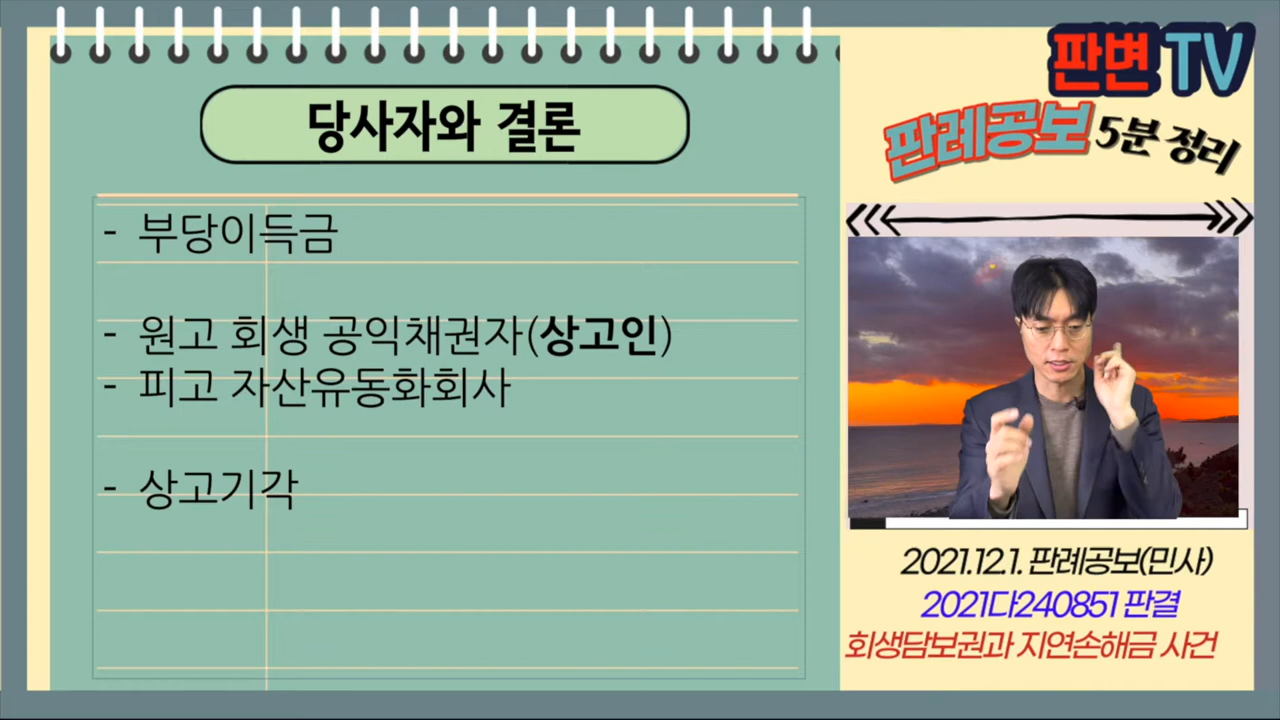 당사자와 결론
- 부당이득금
- 원고 회생 공익채권자(상고인)
- 피고 자산유동화회사
- 상고기각
판변 TV
판례공보 5분 정리
2021.12.1. 판례공보(민사)
2021다240851 판결
회생담보권과 지연손해금 사건